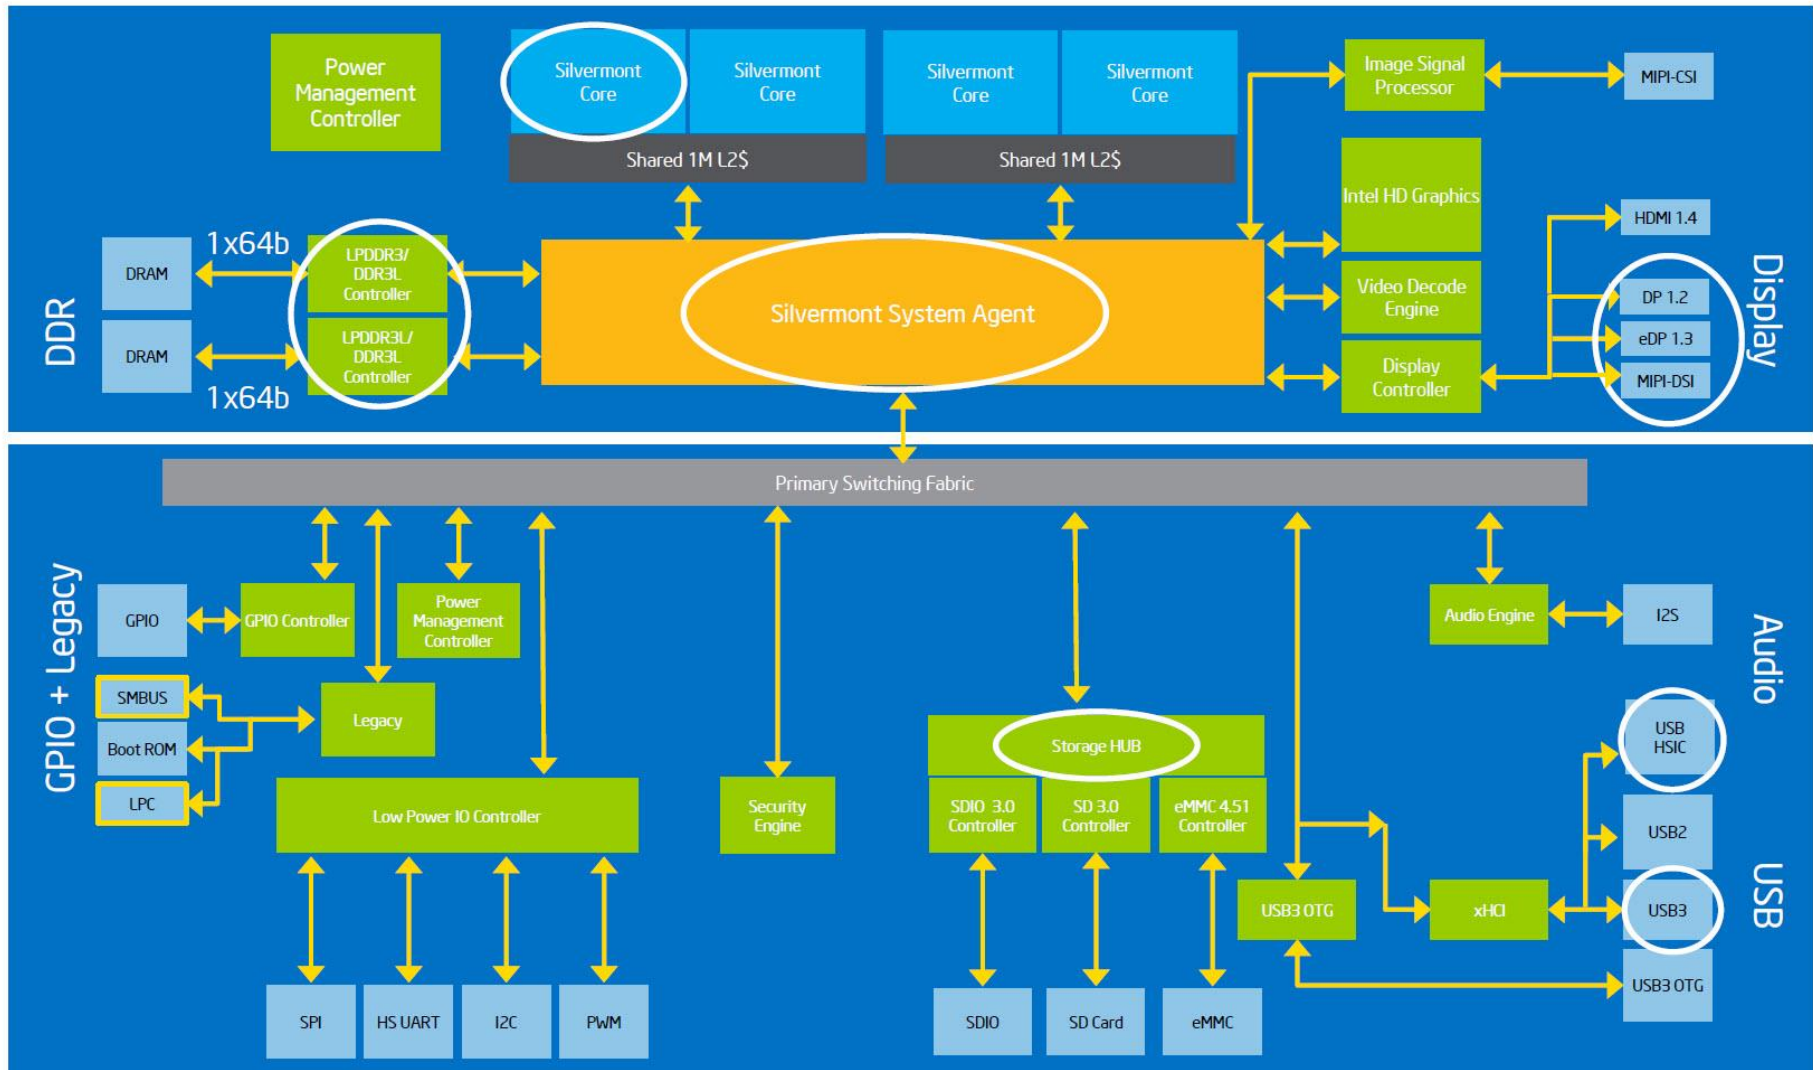 Power
Management
Controller
Silvermont
Core
Silvermont
Core
Silvermont
Core
Silvermont
Core
Shared 1M L2$
Shared 1M L2$
Image Signal
Processor
MIPI-CSI
Intel HD Graphics
HDMI 1.4
DDR
1x64b
DRAM
LPDDR3/
DDR3L
Controller
DRAM
LPDDR3L/
DDR3L
Controller
1x64b
Silvermont System Agent
Video Decode
Engine
Display
Controller
DP 1.2
eDP 1.3
MIPI-DSI
Display
Primary Switching Fabric
GPIO + Legacy
GPIO
GPIO Controller
Power
Management
Controller
SMBUS
Boot ROM
LPC
Legacy
Low Power IO Controller
SPI
HS UART
I2C
PWM
Security
Engine
Storage HUB
SDIO 3.0
Controller
SD 3.0
Controller
eMMC 4.51
Controller
SDIO
SD Card
eMMC
Audio Engine
I2S
Audio
USB3 OTG
xHCI
USB
HSIC
USB2
USB3
USB3 OTG
USB